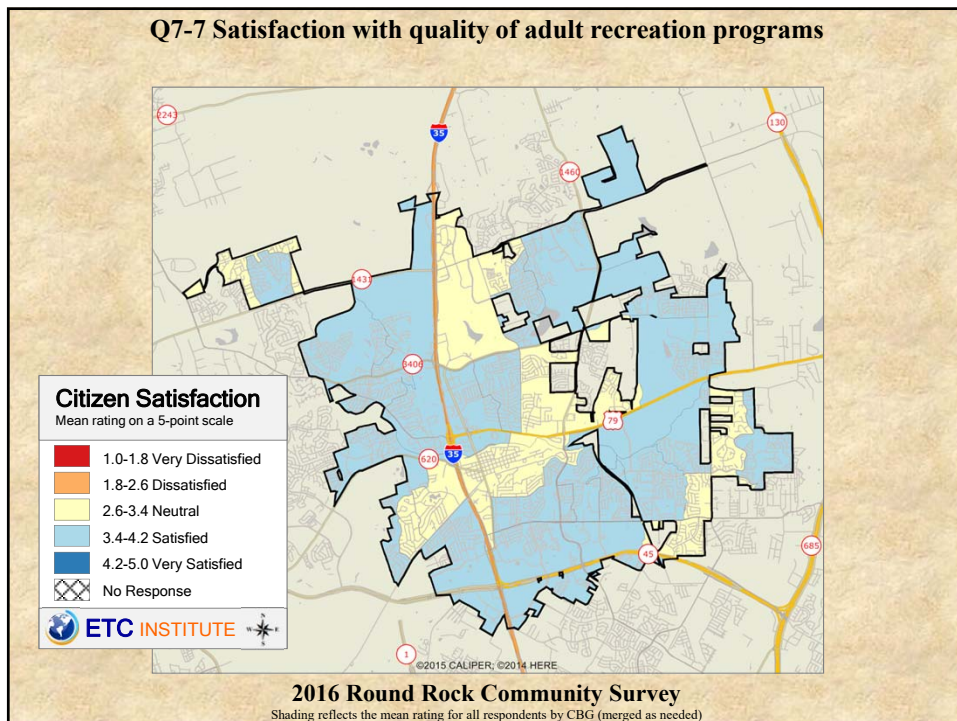 Q7-7 Satisfaction with quality of adult recreation programs
2243
35
130
1460
1431
3406
79
35
620
45
685
1
Citizen Satisfaction
Mean rating on a 5-point scale
1.0-1.8 Very Dissatisfied
1.8-2.6 Dissatisfied
2.6-3.4 Neutral
3.4-4.2 Satisfied
4.2-5.0 Very Satisfied
No Response
ETC INSTITUTE
W E
©2015 CALIPER; ©2014 HERE
2016 Round Rock Community Survey
Shading reflects the mean rating for all respondents by CBG (merged as needed)